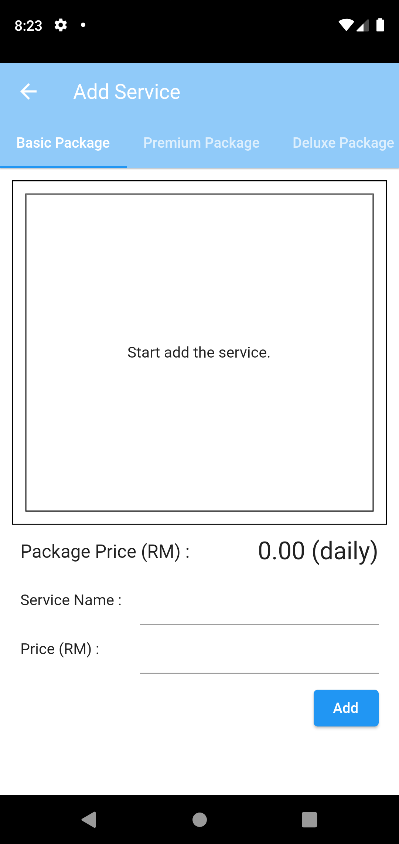 8:23
Add Service
Basic Package Premium Package Deluxe Package
Start add the service.
Package Price (RM) : 0.00 (daily)
Service Name :
Price (RM) :
Add